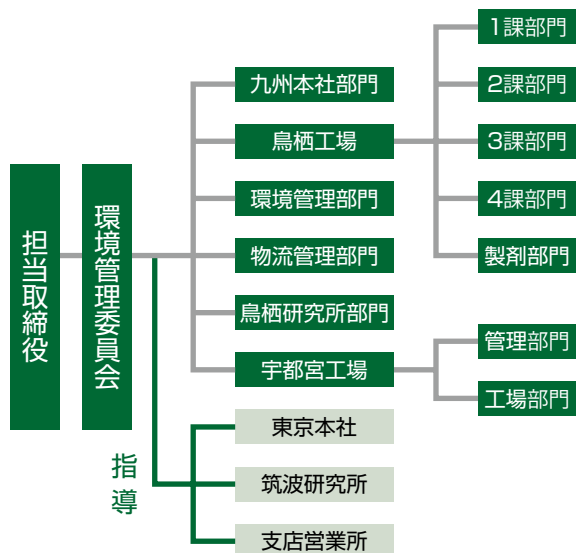 担当取締役
環境管理委員会
指導
九州本社部門
鳥栖工場
環境管理部門
物流管理部門
鳥栖研究所部門
宇都宮工場
東京本社
筑波研究所
支店営業所
1課部門
2課部門
3課部門
4課部門
製剤部門
管理部門
工場部門